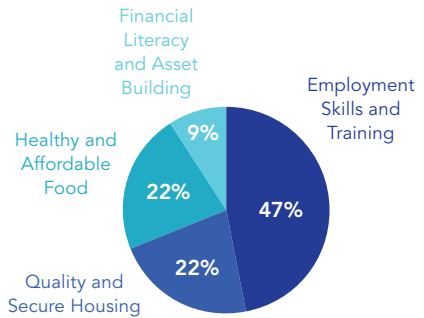 Financial
Literacy
and Asset
Building
Employment
Skills and
Training
9%
Healthy and
Affordable
Food
22%
47%
22%
Quality and
Secure Housing